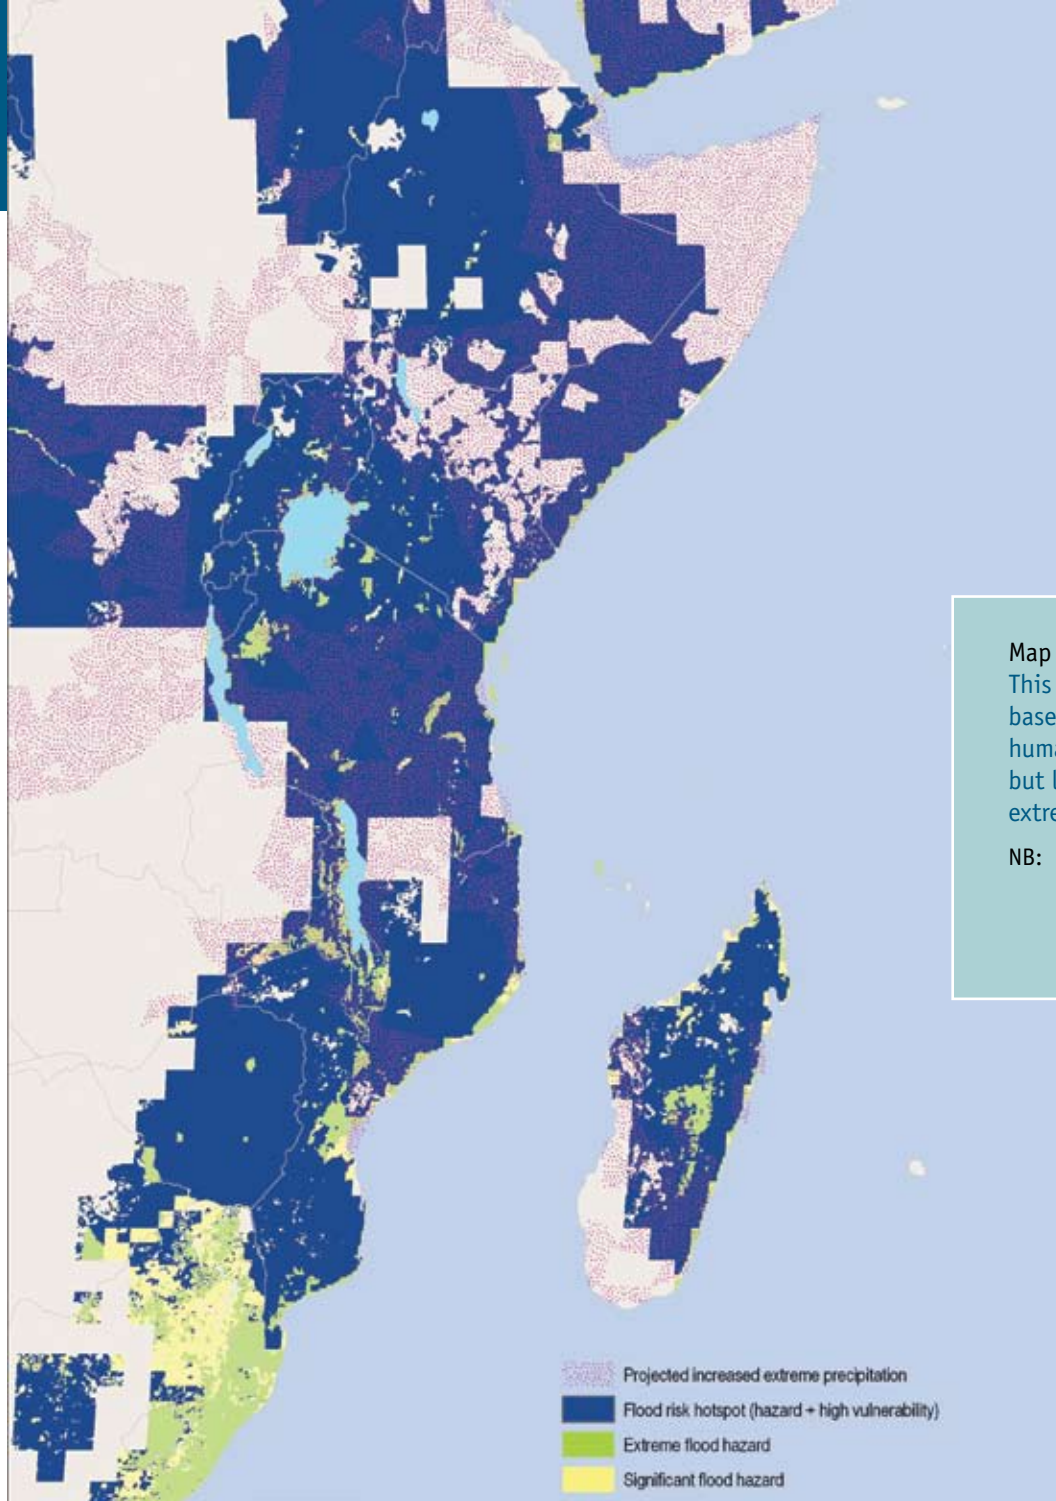 Map
This
base
huma
but l
extre
NB:
Projected increased extreme precipitation
Flood risk hotspot (hazard + high vulnerability)
Extreme flood hazard
Significant flood hazard